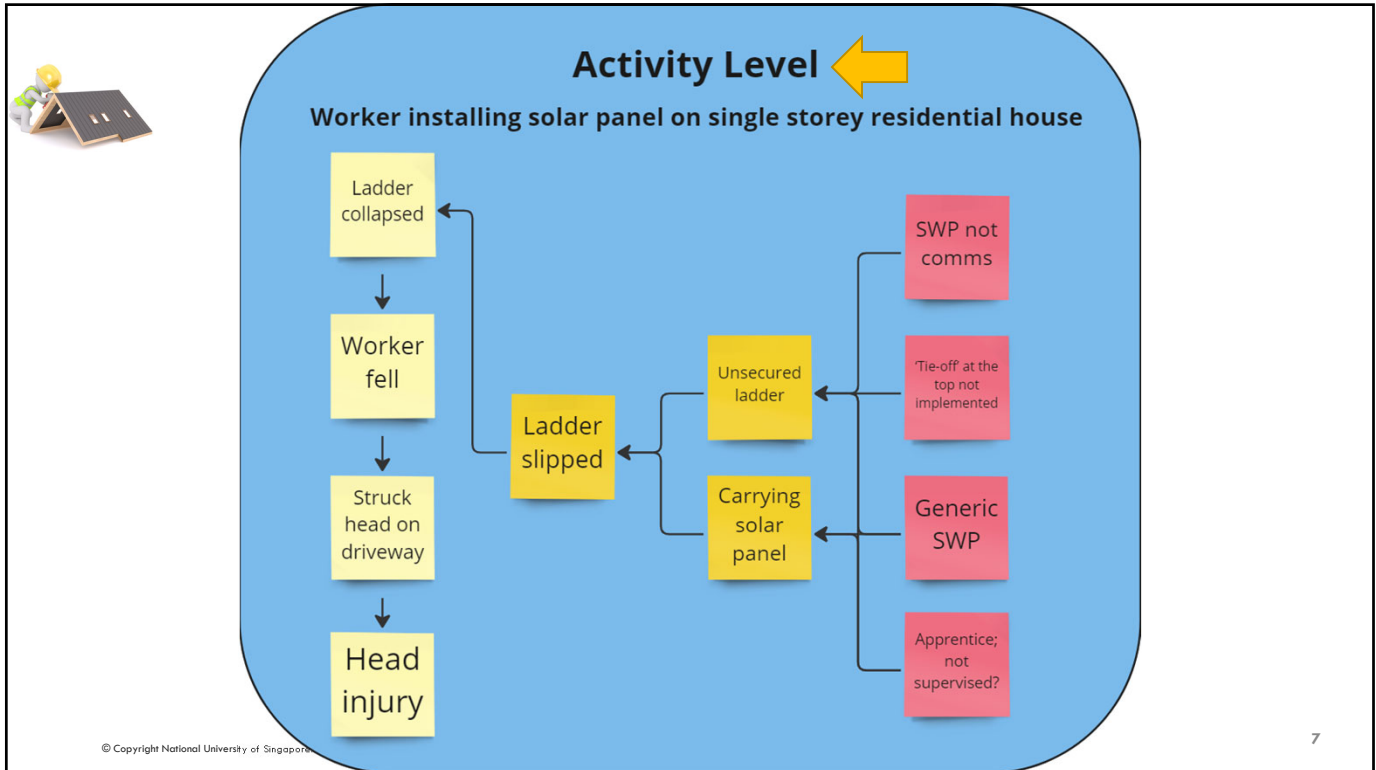 Activity Level
Worker installing solar panel on single storey residential house
Ladder
collapsed
Worker
fell
Struck
head on
driveway
Head
injury
Ladder
slipped
Unsecured
ladder
Carrying
solar
panel
SWP not
comms
'Tie-off' at the
top not
implemented
Generic
SWP
Apprentice;
not
supervised?
© Copyright National University of Singapore.
7